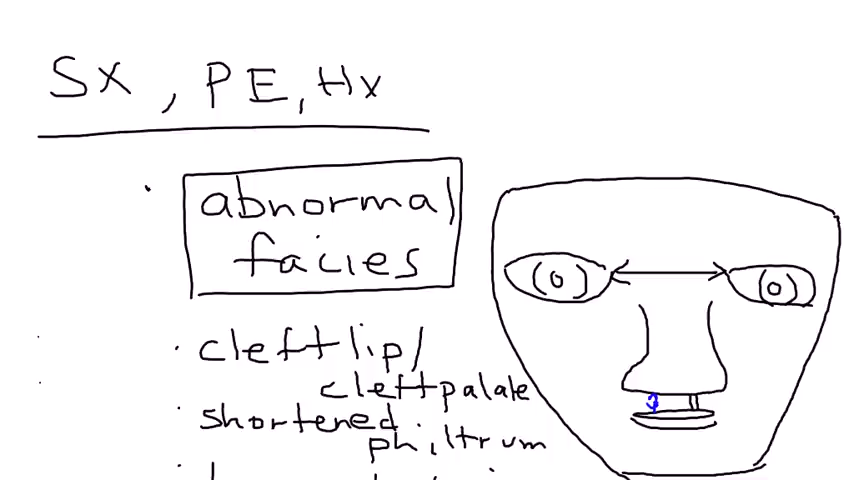 Sx, PE, Hx
abnormal
facies
cleft lip/
cleft palate
shortened
philtrum